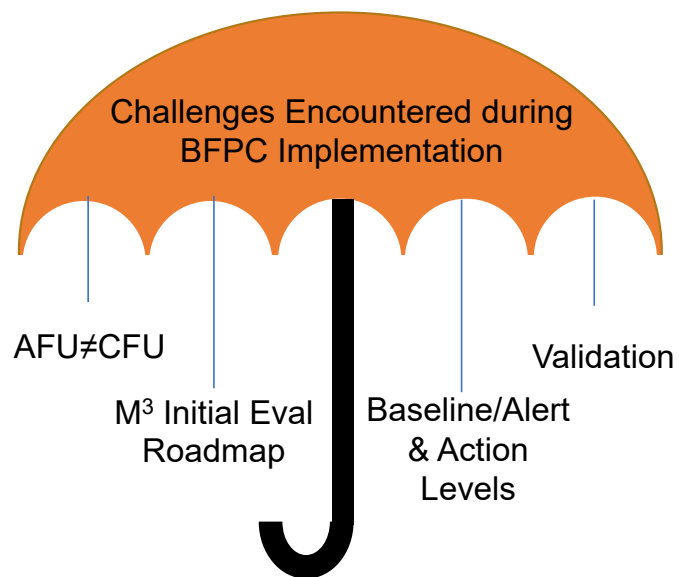 Challenges Encountered during
BFPC Implementation
AFU≠CFU
M³ Initial Eval
Roadmap
Baseline/Alert
& Action
Levels
Validation